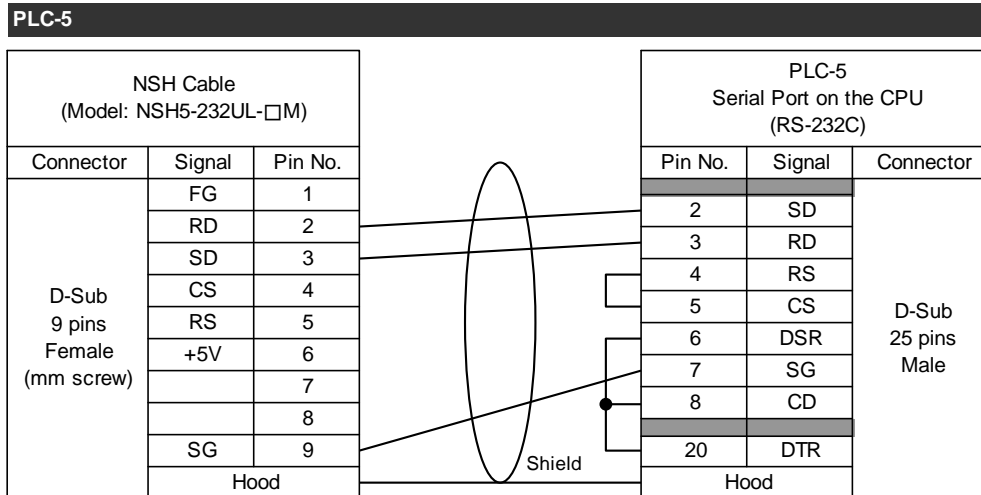 PLC-5
NSH Cable
(Model: NSH5-232UL-□M)
Connector Signal Pin No.
FG 1
RD 2
SD 3
CS 4
RS 5
+5V 6
7
8
SG 9
D-Sub
9 pins
Female
(mm screw)
Hood
Shield
PLC-5
Serial Port on the CPU
(RS-232C)
Pin No. Signal Connector
2 SD
3 RD
4 RS
5 CS
6 DSR
7 SG
8 CD
20 DTR
D-Sub
25 pins
Male
Hood